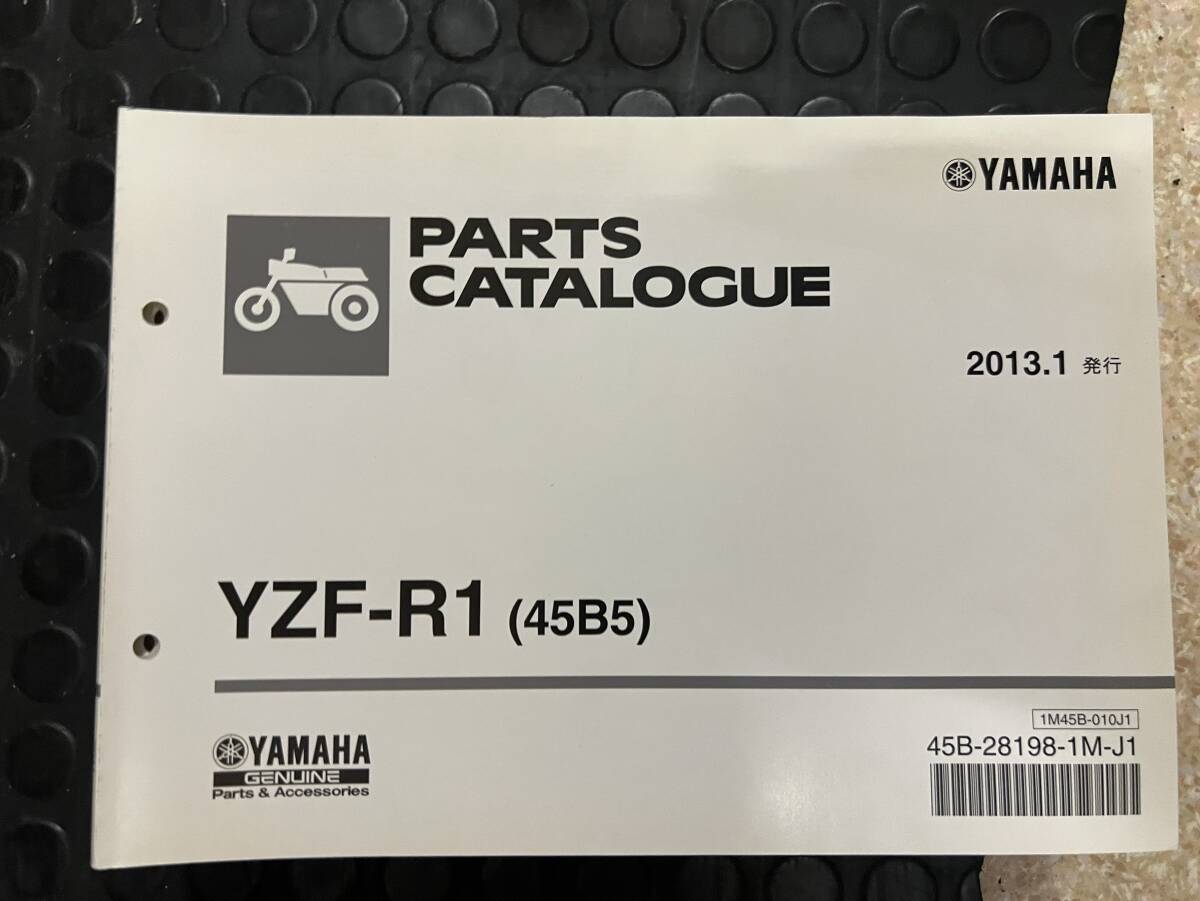 YAMAHA
PARTS
CATALOGUE
2013.1 発行
YZF-R1 (45B5)
1M45B-010J1
45B-28198-1M-J1
YAMAHA
GENUINE
Parts & Accessories